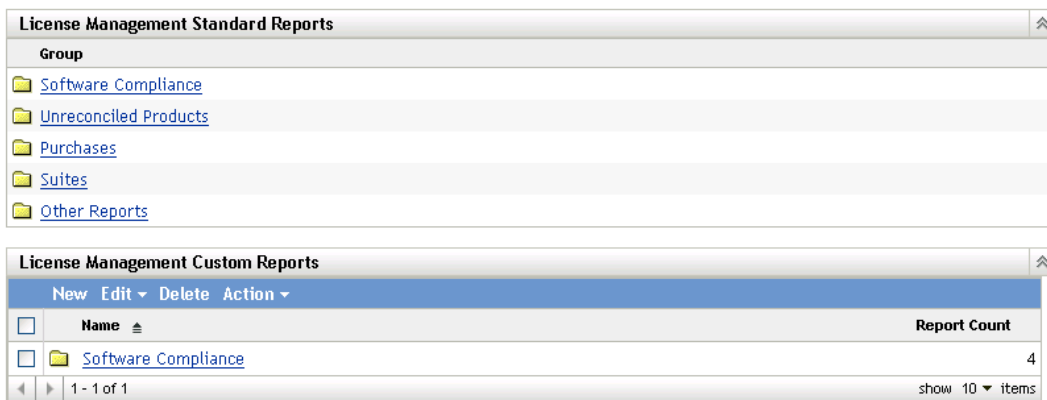 License Management Standard Reports
Group
Software Compliance
Unreconciled Products
Purchases
Suites
Other Reports
License Management Custom Reports
New Edit Delete Action
Name Report Count
Software Compliance 4
1 - 1 of 1 show 10 items